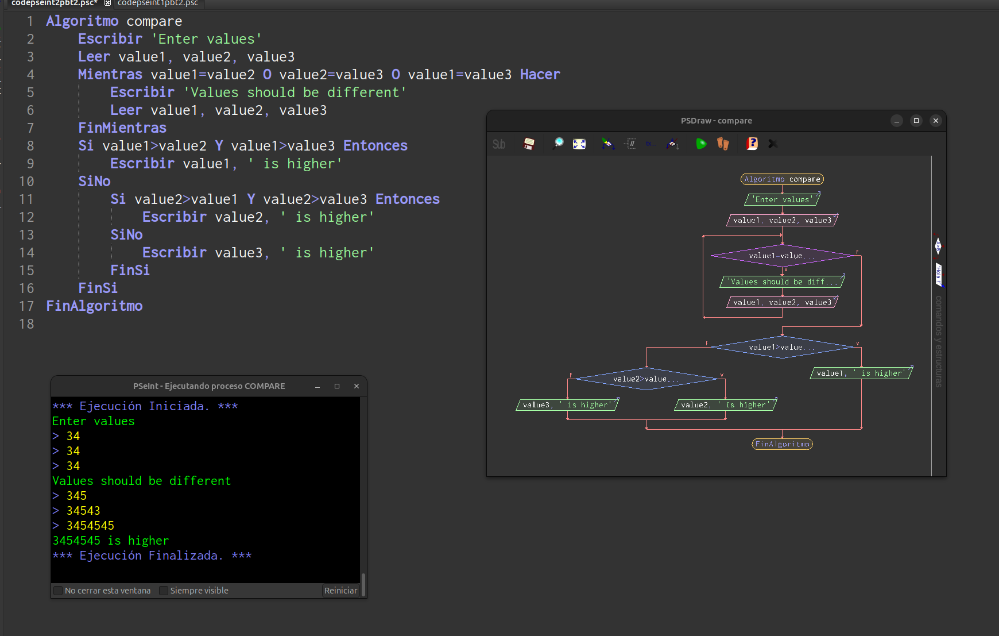 codepseint2pbt2.psc* codepseint1pbt2.psc
1 Algoritmo compare
2 Escribir 'Enter values'
3 Leer value1, value2, value3
4 Mientras value1=value2 O value2=value3 O value1=value3 Hacer
5 Escribir 'Values should be different'
6 Leer value1, value2, value3
7 FinMientras
8 Si value1>value2 Y value1>value3 Entonces
9 Escribir value1, ' is higher'
10 SiNo
11 Si value2>value1 Y value2>value3 Entonces
12 Escribir value2, ' is higher'
13 SiNo
14 Escribir value3, ' is higher'
15 FinSi
16 FinSi
17 FinAlgoritmo
18
PSeInt - Ejecutando proceso COMPARE
*** Ejecución Iniciada. ***
Enter values
> 34
> 34
> 34
Values should be different
> 345
> 34543
> 3454545
3454545 is higher
*** Ejecución Finalizada. ***
No cerrar esta ventana Siempre visible Reiniciar
PSDraw - compare
Sub
Algoritmo compare
'Enter values'
value1, value2, value3
value1=value...
F
V
'Values should be diff...
value1, value2, value3
F
value1>value...
V
value1, ' is higher'
F
value2>value...
V
value3, ' is higher'
value2, ' is higher'
FinAlgoritmo
A>B
'Hola !'
comandos y estructuras